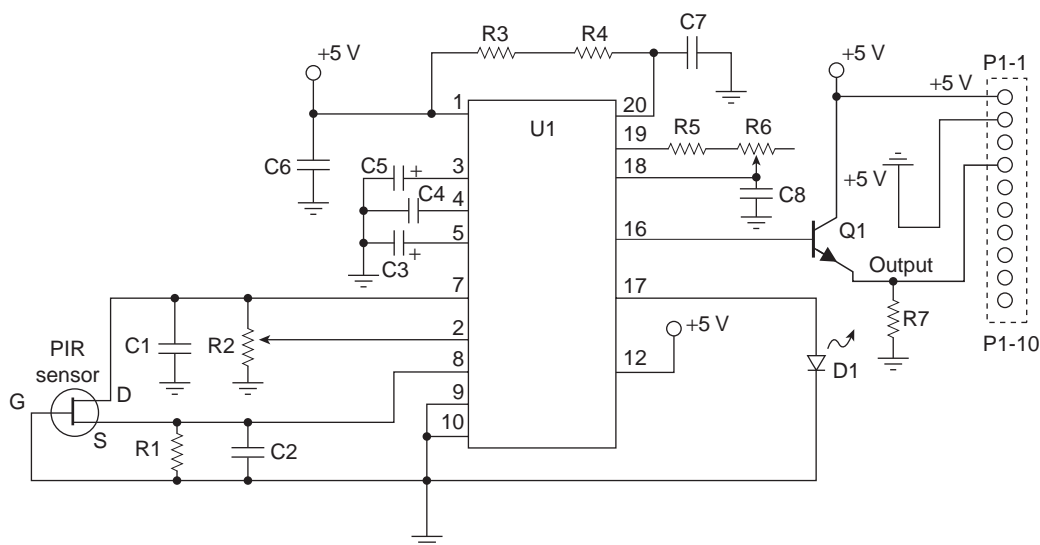 C7
R3
R4
+5 V
+5 V
P1-1
+5 V
1
20
U1
19
R5
R6
C6
C5
+
3
18
C4
4
C8
+5 V
5
C3
+
16
Q1
Output
7
17
C1
R2
2
+5 V
R7
PIR
sensor
8
12
D1
P1-10
G
D
9
S
10
R1
C2